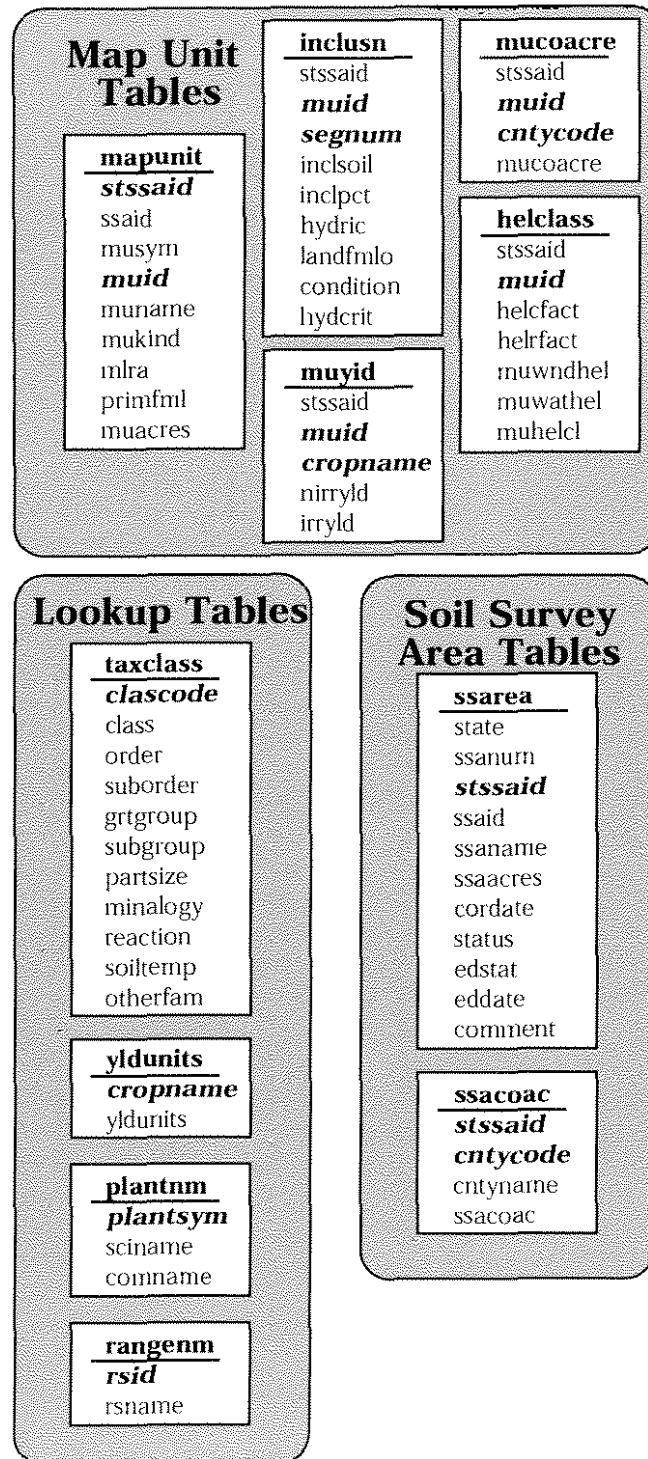 Map Unit
Tables
mapunit
stssaid
ssaid
musym
muid
muname
mukind
mlra
primfml
muacres
inclusn
stssaid
muid
segnum
inclsoil
inclpct
hydric
landfmlo
condition
hydcrit
muyld
stssaid
muid
cropname
nirryld
irryld
mucoacre
stssaid
muid
cntycode
mucoacre
helclass
stssaid
muid
helcfact
helrfact
muwndhel
muwathel
muhelcl
Lookup Tables
taxclass
clascode
class
order
suborder
grtgroup
subgroup
partsize
minalogy
reaction
soiltemp
otherfam
yldunits
cropname
yldunits
plantnm
plantsym
sciname
comname
rangenm
rsid
rsname
Soil Survey
Area Tables
ssarea
state
ssanum
stssaid
ssaid
ssaname
ssaacres
cordate
status
edstat
eddate
comment
ssacoac
stssaid
cntycode
cntyname
ssacoac